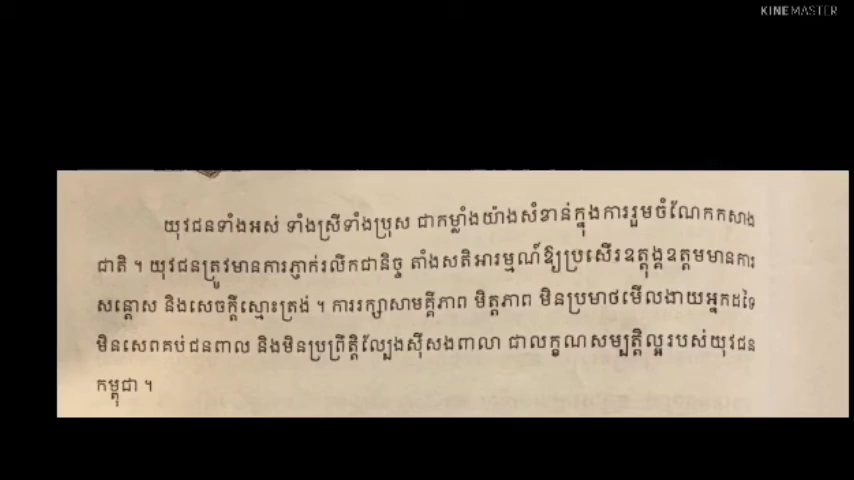 KINEMASTER
យុវជនទាំងអស់ ទាំងស្រីទាំងប្រុស ជាកម្លាំងយ៉ាងសំខាន់ក្នុងការរួមចំណែកកសាង
ជាតិ ។ យុវជនត្រូវមានការភ្ញាក់រលឹកជានិច្ច តាំងសតិអារម្មណ៍ឱ្យប្រសើរឧត្តុង្គឧត្តមមានការ
សន្តោស និងសេចក្ដីស្មោះត្រង់ ។ ការរក្សាសាមគ្គីភាព មិត្តភាព មិនប្រមាថមើលងាយអ្នកដទៃ
មិនសេពគប់ជនពាល និងមិនប្រព្រឹត្តិល្បែងស៊ីសងពាលា ជាលក្ខណសម្បត្តិល្អរបស់យុវជន
កម្ពុជា ។